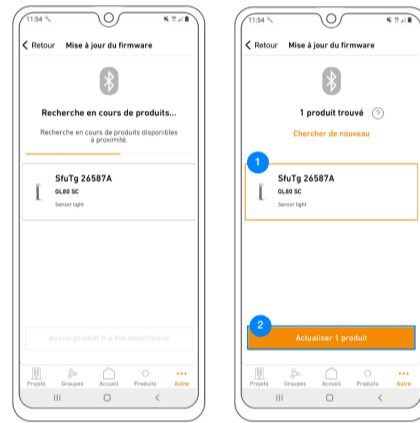 11:54
Retour Mise à jour du firmware
Recherche en cours de produits...
Recherche en cours de produits disponibles
à proximité.
SfuTg 26587A
GL80 SC
Sensor light
Aucun produit n'a été sélectionné
Projets Groupes Accueil Produits Autre
11:54
Retour Mise à jour du firmware
1 produit trouvé ?
Chercher de nouveau
1
SfuTg 26587A
GL80 SC
Sensor light
2
Actualiser 1 produit
Projets Groupes Accueil Produits Autre